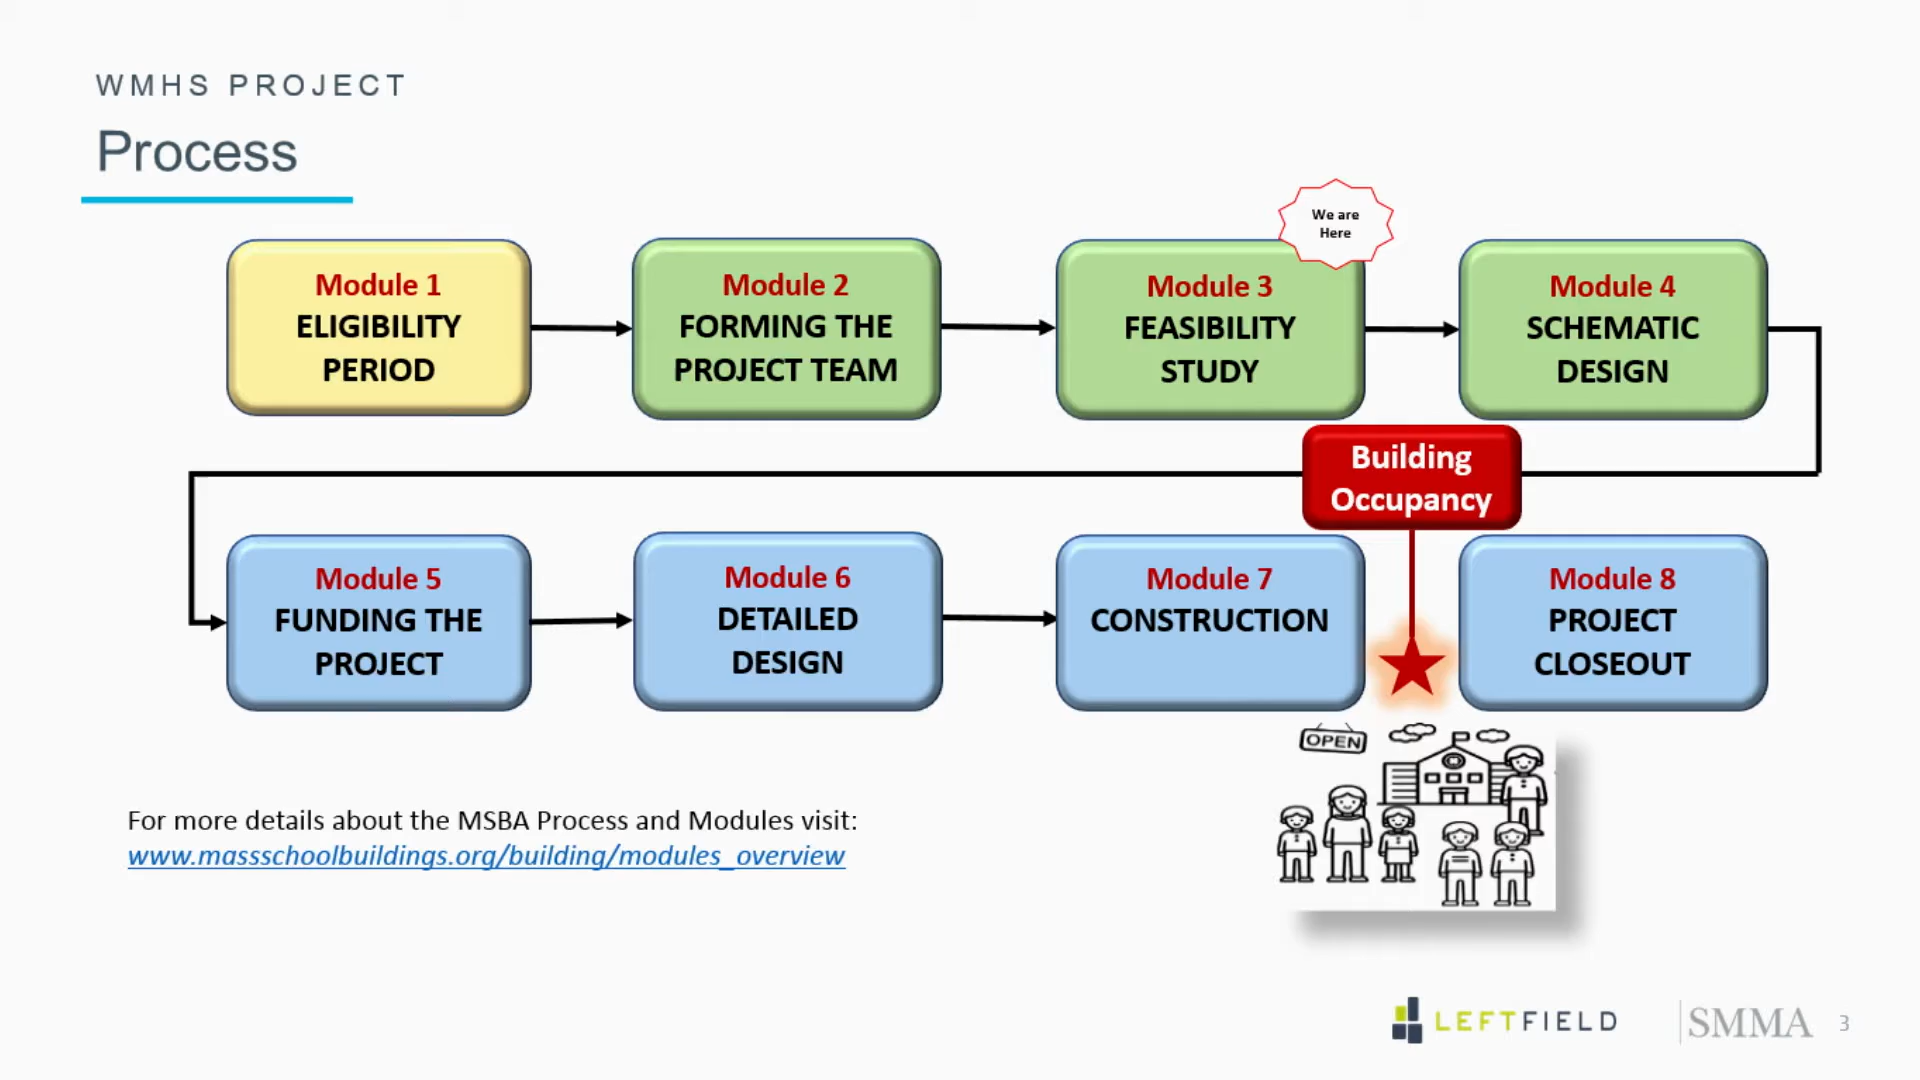 WMHS PROJECT
Process
We are
Here
Module 1
ELIGIBILITY
PERIOD
Module 2
FORMING THE
PROJECT TEAM
Module 3
FEASIBILITY
STUDY
Module 4
SCHEMATIC
DESIGN
Building
Occupancy
Module 5
FUNDING THE
PROJECT
Module 6
DETAILED
DESIGN
Module 7
CONSTRUCTION
Module 8
PROJECT
CLOSEOUT
OPEN
For more details about the MSBA Process and Modules visit:
www.massschoolbuildings.org/building/modules_overview
LEFTFIELD
SMMA
3